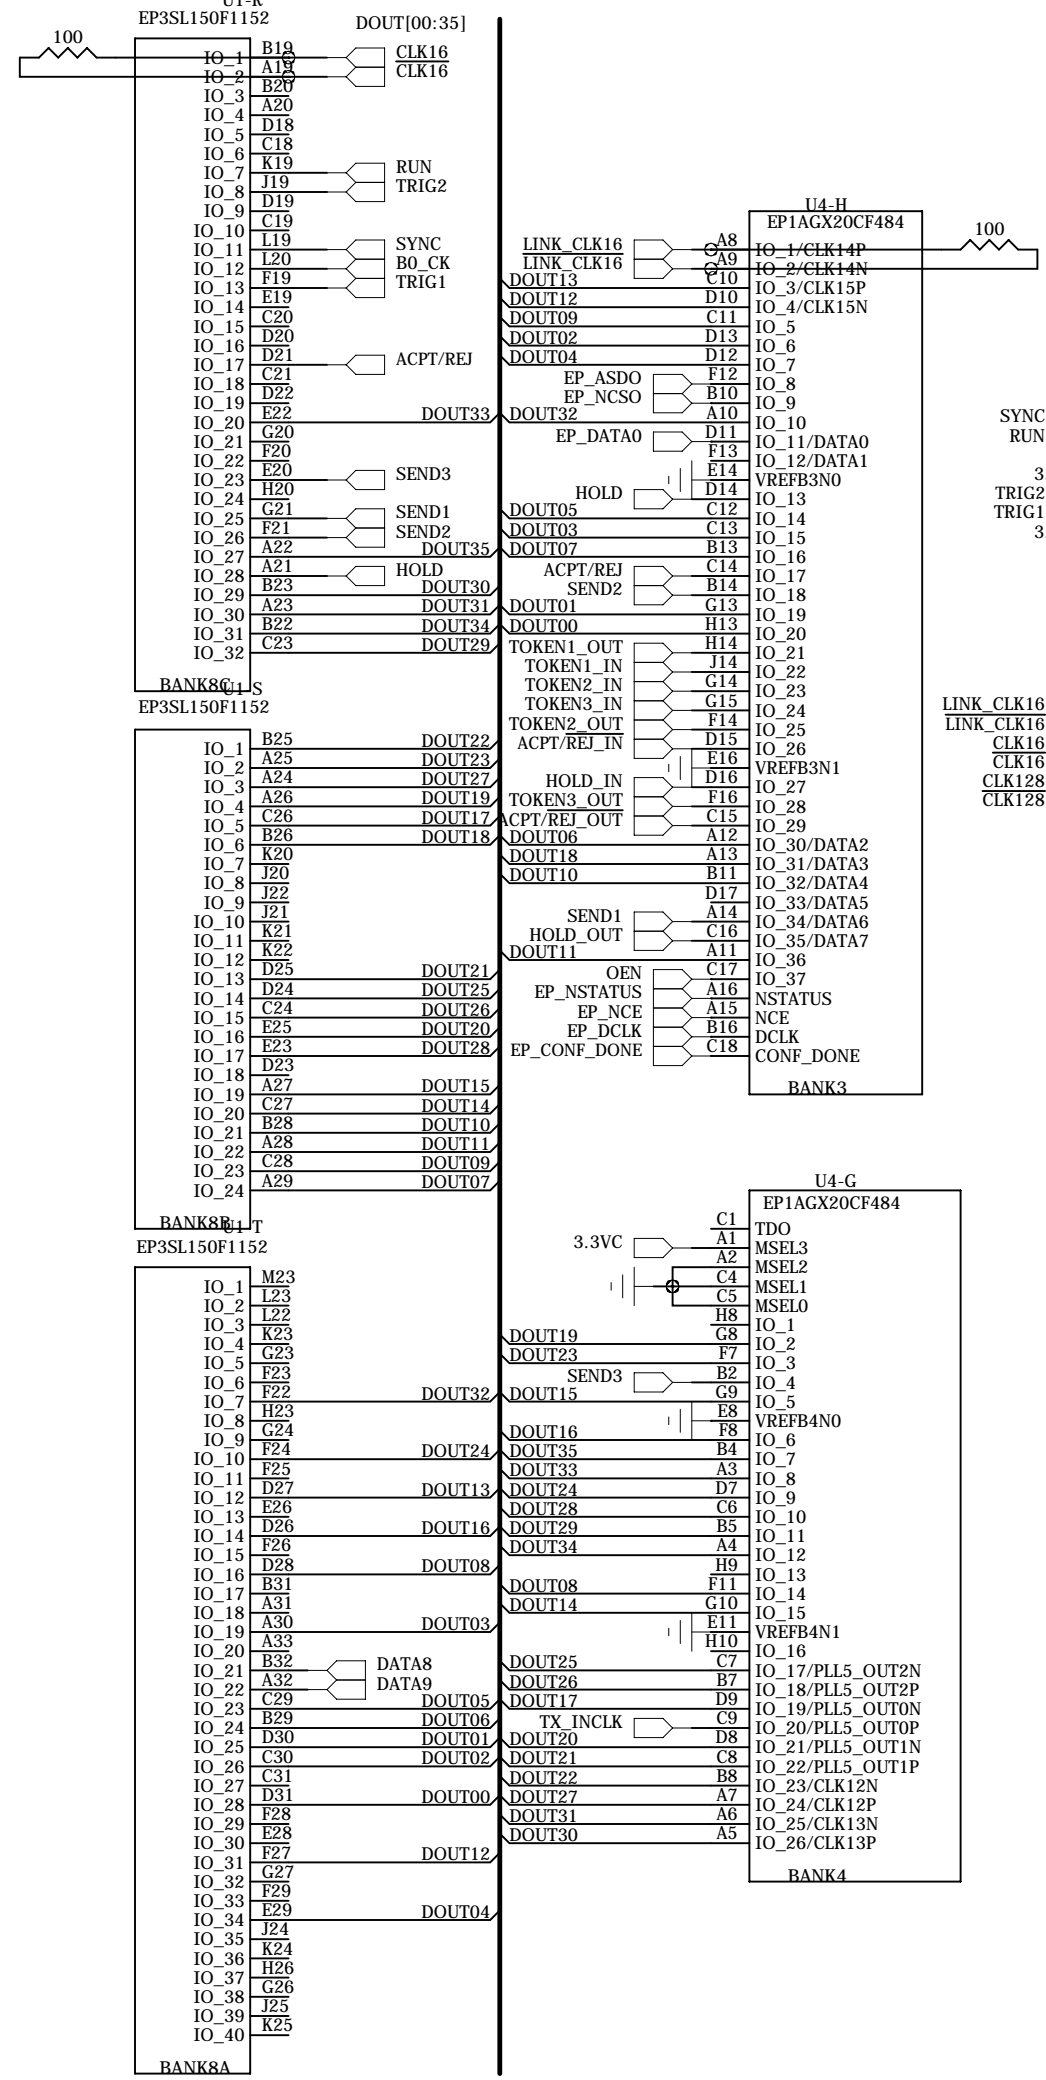 U1-R
EP3SL150F1152
DOUT[00:35]
100
IO_1 B19 CLK16
IO_2 A19 CLK16
IO_3 B20
IO_4 A20
IO_5 D18
IO_6 C18
IO_7 K19 RUN
IO_8 J19 TRIG2
IO_9 D19
IO_10 C19
IO_11 L19 SYNC
IO_12 L20 B0_CK
IO_13 F19 TRIG1
IO_14 E19
IO_15 C20
IO_16 D20
IO_17 D21 ACPT/REJ
IO_18 C21
IO_19 D22
IO_20 E22 DOUT33
IO_21 G20
IO_22 F20
IO_23 E20 SEND3
IO_24 H20
IO_25 G21 SEND1
IO_26 F21 SEND2
IO_27 A22 DOUT35
IO_28 A21 HOLD
IO_29 B23 DOUT30
IO_30 A23 DOUT31
IO_31 B22 DOUT34
IO_32 C23 DOUT29
BANK8C
U1-S
EP3SL150F1152
IO_1 B25 DOUT22
IO_2 A25 DOUT23
IO_3 A24 DOUT27
IO_4 A26 DOUT19
IO_5 C26 DOUT17
IO_6 B26 DOUT18
IO_7 K20
IO_8 J20
IO_9 J22
IO_10 J21
IO_11 K21
IO_12 K22
IO_13 D25 DOUT21
IO_14 D24 DOUT25
IO_15 C24 DOUT26
IO_16 E25 DOUT20
IO_17 E23 DOUT28
IO_18 D23
IO_19 A27 DOUT15
IO_20 C27 DOUT14
IO_21 B28 DOUT10
IO_22 A28 DOUT11
IO_23 C28 DOUT09
IO_24 A29 DOUT07
BANK8B
U1-T
EP3SL150F1152
IO_1 M23
IO_2 L23
IO_3 L22
IO_4 K23
IO_5 G23
IO_6 F23
IO_7 F22 DOUT32
IO_8 H23
IO_9 G24
IO_10 F24 DOUT24
IO_11 F25
IO_12 D27 DOUT13
IO_13 E26
IO_14 D26 DOUT16
IO_15 F26
IO_16 D28 DOUT08
IO_17 B31
IO_18 A31
IO_19 A30 DOUT03
IO_20 A33
IO_21 B32 DATA8
IO_22 A32 DATA9
IO_23 C29 DOUT05
IO_24 B29 DOUT06
IO_25 D30 DOUT01
IO_26 C30 DOUT02
IO_27 C31
IO_28 D31 DOUT00
IO_29 F28
IO_30 E28
IO_31 F27 DOUT12
IO_32 G27
IO_33 F29
IO_34 E29 DOUT04
IO_35 J24
IO_36 K24
IO_37 H26
IO_38 G26
IO_39 J25
IO_40 K25
BANK8A
U4-H
EP1AGX20CF484
100
LINK_CLK16 A8 IO_1/CLK14P
LINK_CLK16 A9 IO_2/CLK14N
DOUT13 C10 IO_3/CLK15P
DOUT12 D10 IO_4/CLK15N
DOUT09 C11 IO_5
DOUT02 D13 IO_6
DOUT04 D12 IO_7
EP_ASDO F12 IO_8
EP_NCSO B10 IO_9
DOUT32 A10 IO_10
EP_DATA0 D11 IO_11/DATA0
F13 IO_12/DATA1
E14 VREFB3N0
HOLD D14 IO_13
DOUT05 C12 IO_14
DOUT03 C13 IO_15
DOUT07 B13 IO_16
ACPT/REJ C14 IO_17
SEND2 B14 IO_18
DOUT01 G13 IO_19
DOUT00 H13 IO_20
TOKEN1_OUT H14 IO_21
TOKEN1_IN J14 IO_22
TOKEN2_IN G14 IO_23
TOKEN3_IN G15 IO_24
TOKEN2_OUT F14 IO_25
ACPT/REJ_IN D15 IO_26
E16 VREFB3N1
HOLD_IN D16 IO_27
TOKEN3_OUT F16 IO_28
ACPT/REJ_OUT C15 IO_29
DOUT06 A12 IO_30/DATA2
DOUT18 A13 IO_31/DATA3
DOUT10 B11 IO_32/DATA4
D17 IO_33/DATA5
SEND1 A14 IO_34/DATA6
HOLD_OUT C16 IO_35/DATA7
DOUT11 A11 IO_36
OEN C17 IO_37
EP_NSTATUS A16 NSTATUS
EP_NCE A15 NCE
EP_DCLK B16 DCLK
EP_CONF_DONE C18 CONF_DONE
BANK3
U4-G
EP1AGX20CF484
C1 TDO
3.3VC A1 MSEL3
A2 MSEL2
C4 MSEL1
C5 MSEL0
H8 IO_1
DOUT19 G8 IO_2
DOUT23 F7 IO_3
SEND3 B2 IO_4
DOUT15 G9 IO_5
E8 VREFB4N0
DOUT16 F8 IO_6
DOUT35 B4 IO_7
DOUT33 A3 IO_8
DOUT24 D7 IO_9
DOUT28 C6 IO_10
DOUT29 B5 IO_11
DOUT34 A4 IO_12
H9 IO_13
DOUT08 F11 IO_14
DOUT14 G10 IO_15
E11 VREFB4N1
H10 IO_16
DOUT25 C7 IO_17/PLL5_OUT2N
DOUT26 B7 IO_18/PLL5_OUT2P
DOUT17 D9 IO_19/PLL5_OUT0N
TX_INCLK C9 IO_20/PLL5_OUT0P
DOUT20 D8 IO_21/PLL5_OUT1N
DOUT21 C8 IO_22/PLL5_OUT1P
DOUT22 B8 IO_23/CLK12N
DOUT27 A7 IO_24/CLK12P
DOUT31 A6 IO_25/CLK13N
DOUT30 A5 IO_26/CLK13P
BANK4
SYNC
RUN
3
TRIG2
TRIG1
3
LINK_CLK16
LINK_CLK16
CLK16
CLK16
CLK128
CLK128